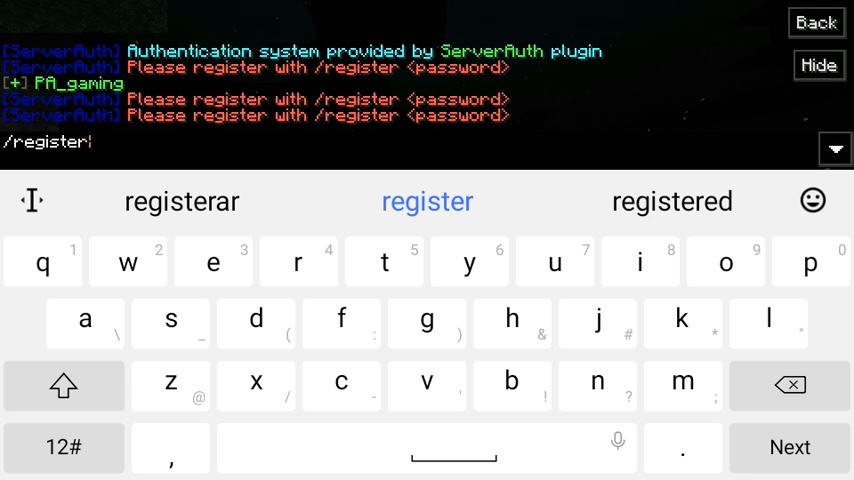 Back
[ServerAuth] Authentication system provided by ServerAuth plugin
[ServerAuth] Please register with /register <password>
Hide
[+] PA_gaming
[ServerAuth] Please register with /register <password>
[ServerAuth] Please register with /register <password>
/register
registerar register registered
q 1 w 2 e 3 r 4 t 5 y 6 u 7 i 8 o 9 p 0
a \ s _ d ( f : g ) h & j # k * l "
z @ x / c - v ' b ! n ? m ;
12# , . Next